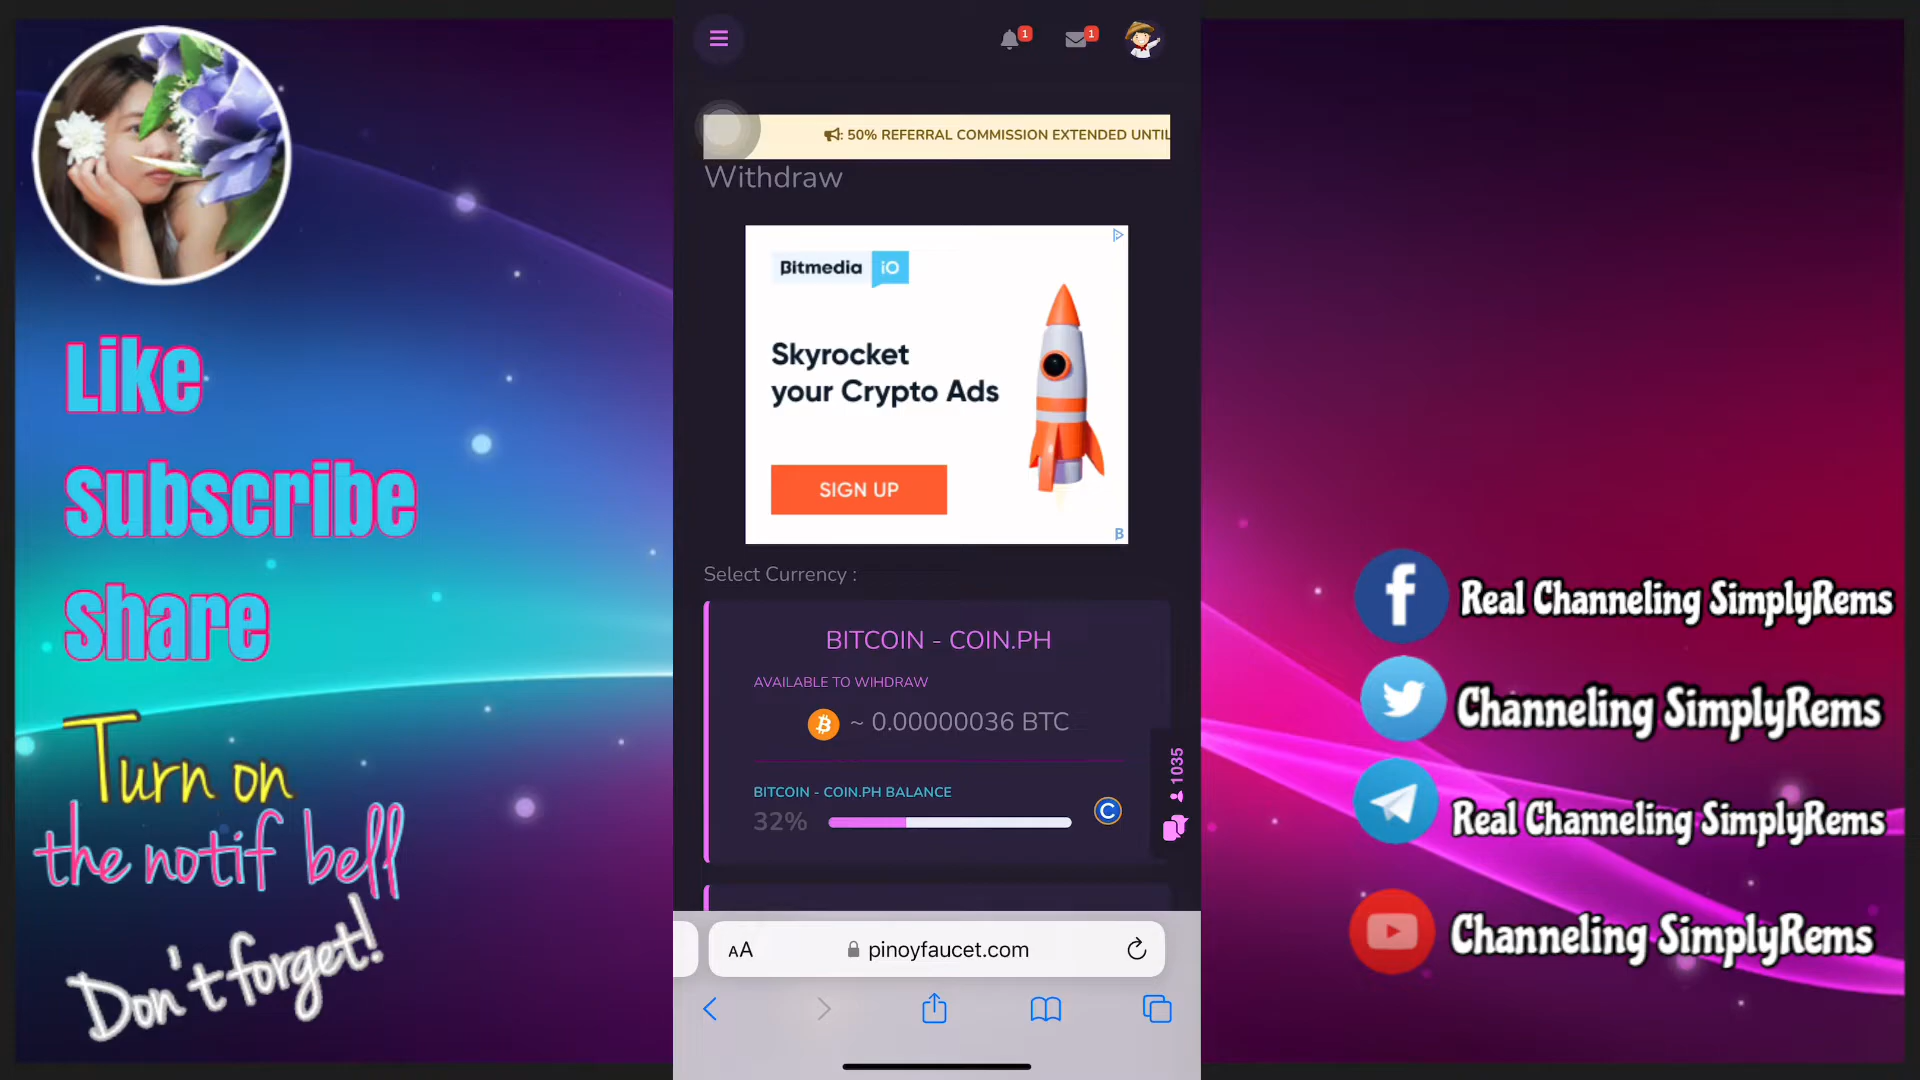 Like
Subscribe
share
Turn on
the notif bell
Don't forget!
1
1
: 50% REFERRAL COMMISSION EXTENDED UNTIL
Withdraw
Bitmedia iO
Skyrocket
your Crypto Ads
SIGN UP
B
Select Currency :
BITCOIN - COIN.PH
AVAILABLE TO WIHDRAW
~ 0.00000036 BTC
BITCOIN - COIN.PH BALANCE
32%
C
1035
AA
pinoyfaucet.com
Real Channeling SimplyRems
Channeling SimplyRems
Real Channeling SimplyRems
Channeling SimplyRems